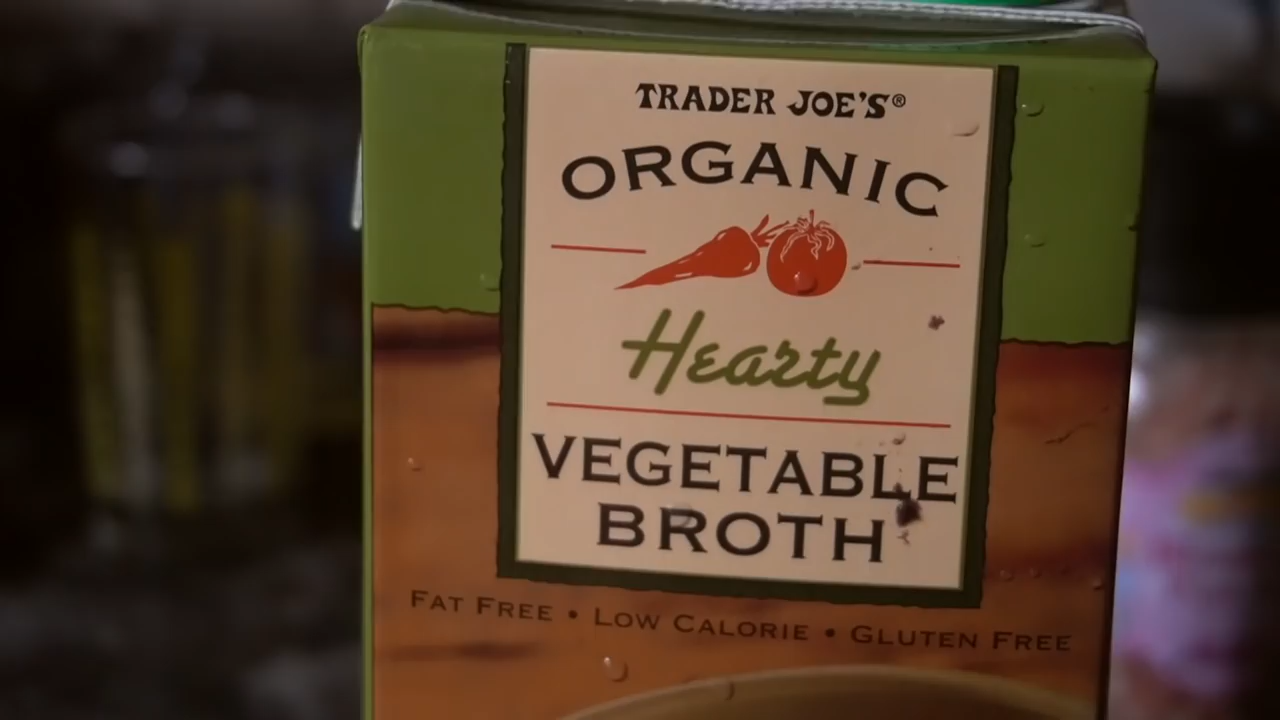 TRADER JOE'S®
ORGANIC
Hearty
VEGETABLE
BROTH
FAT FREE • LOW CALORIE • GLUTEN FREE